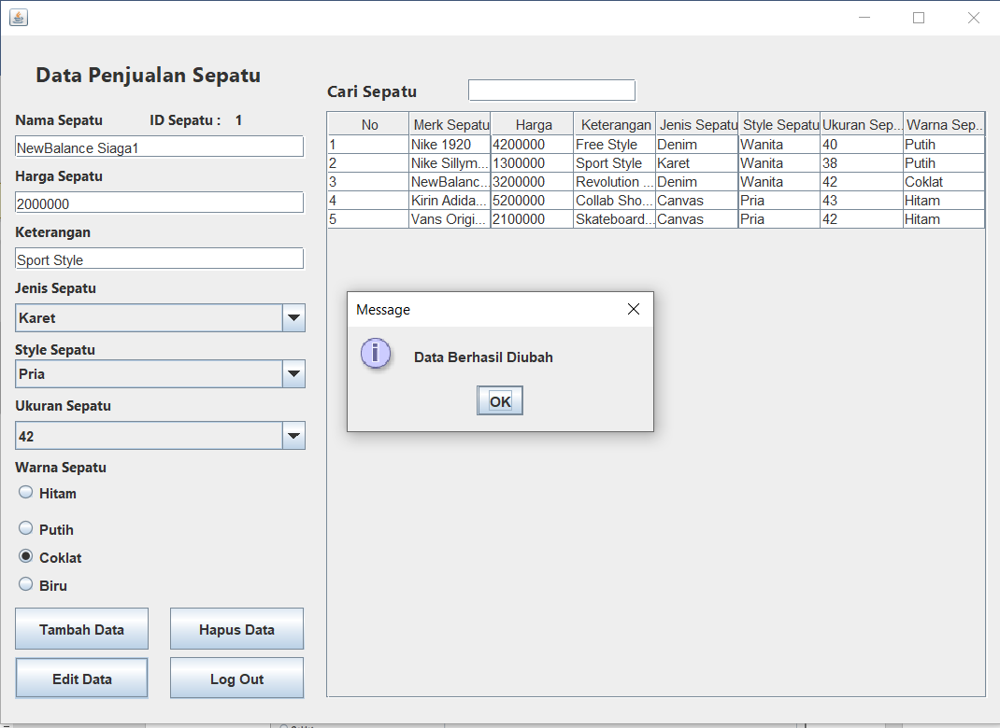 Data Penjualan Sepatu
Nama Sepatu ID Sepatu : 1
NewBalance Siaga1
Harga Sepatu
2000000
Keterangan
Sport Style
Jenis Sepatu
Karet
Style Sepatu
Pria
Ukuran Sepatu
42
Warna Sepatu
Hitam
Putih
Coklat
Biru
Tambah Data Hapus Data
Edit Data Log Out
Cari Sepatu
No Merk Sepatu Harga Keterangan Jenis Sepatu Style Sepatu Ukuran Sep... Warna Sep...
1 Nike 1920 4200000 Free Style Denim Wanita 40 Putih
2 Nike Sillym... 1300000 Sport Style Karet Wanita 38 Putih
3 NewBalanc... 3200000 Revolution ... Denim Wanita 42 Coklat
4 Kirin Adida... 5200000 Collab Sho... Canvas Pria 43 Hitam
5 Vans Origi... 2100000 Skateboard... Canvas Pria 42 Hitam
Message
Data Berhasil Diubah
OK